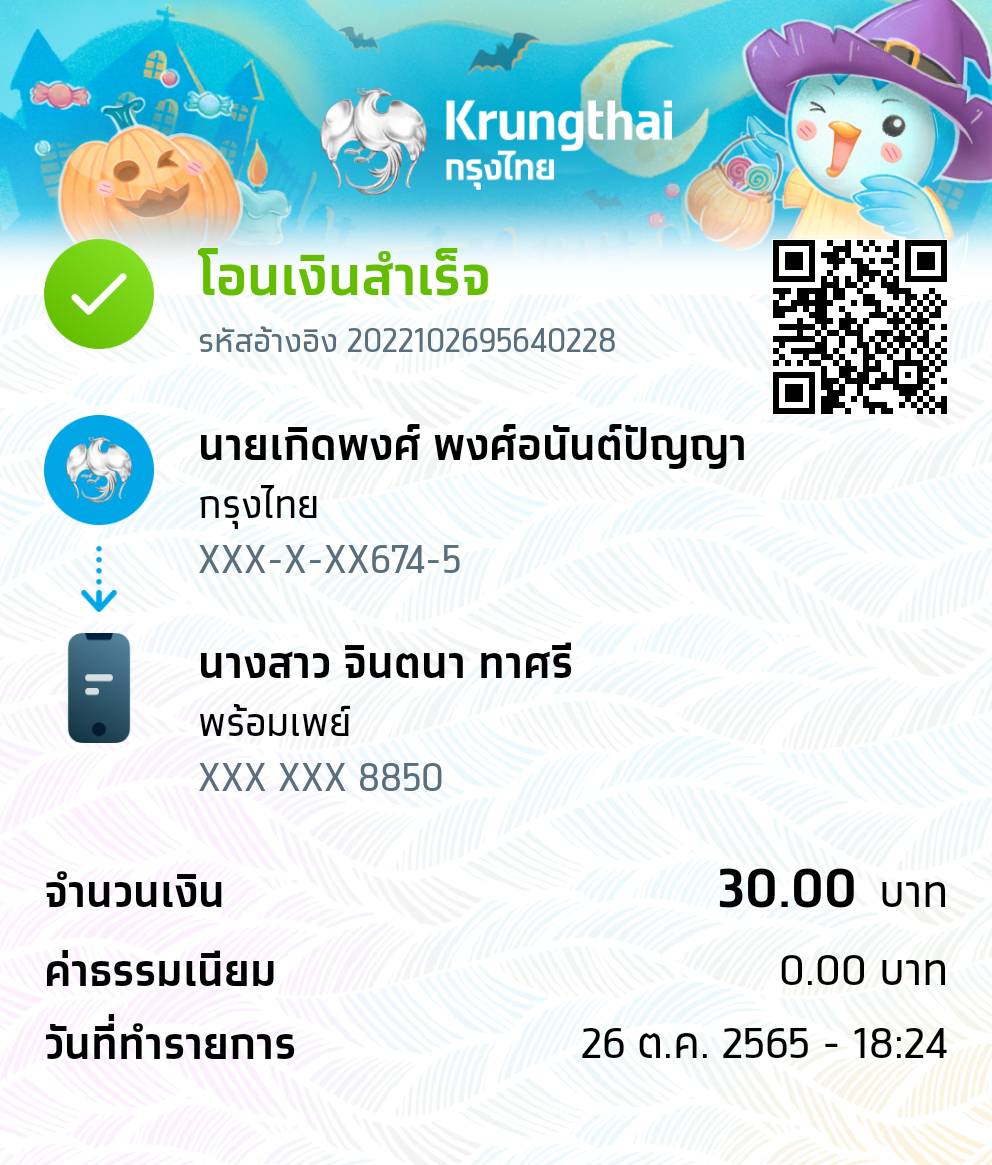 Krungthai
กรุงไทย
โอนเงินสำเร็จ
รหัสอ้างอิง 2022102695640228
นายเกิดพงศ์ พงศ์อนันต์ปัญญา
กรุงไทย
XXX-X-XX674-5
นางสาว จินตนา ทาศรี
พร้อมเพย์
XXX XXX 8850
จำนวนเงิน 30.00 บาท
ค่าธรรมเนียม 0.00 บาท
วันที่ทำรายการ 26 ต.ค. 2565 - 18:24